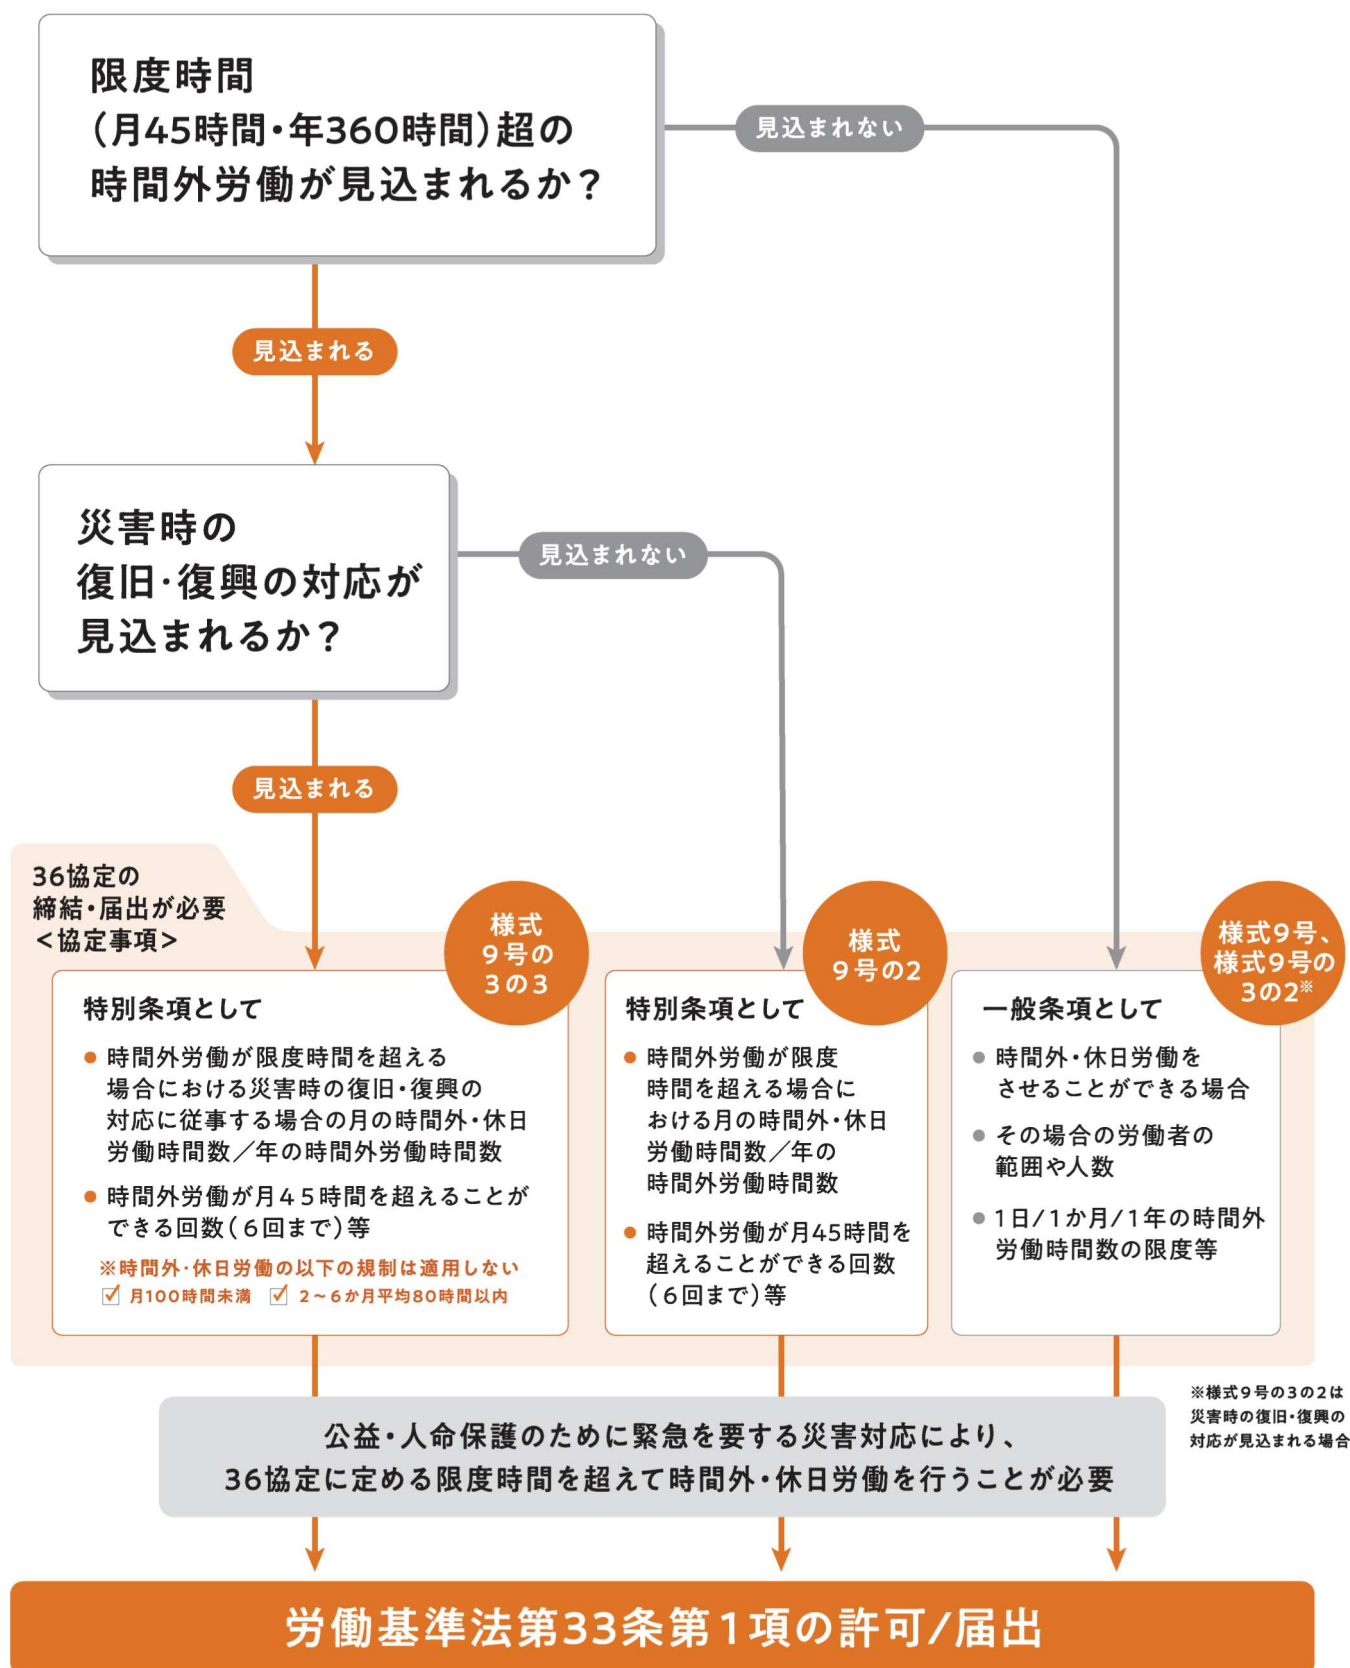 限度時間
（月45時間・年360時間）超の
時間外労働が見込まれるか？
見込まれない
見込まれる
災害時の
復旧・復興の対応が
見込まれるか？
見込まれない
見込まれる
36協定の
締結・届出が必要
＜協定事項＞
様式
9号の
3の3
特別条項として
● 時間外労働が限度時間を超える
場合における災害時の復旧・復興の
対応に従事する場合の月の時間外・休日
労働時間数／年の時間外労働時間数
● 時間外労働が月４５時間を超えることが
できる回数（６回まで）等
※時間外・休日労働の以下の規制は適用しない
☑ 月100時間未満 ☑ 2〜6か月平均80時間以内
様式
9号の2
特別条項として
● 時間外労働が限度
時間を超える場合に
おける月の時間外・休日
労働時間数／年の
時間外労働時間数
● 時間外労働が月45時間を
超えることができる回数
（６回まで）等
様式9号、
様式9号の
3の2※
一般条項として
● 時間外・休日労働を
させることができる場合
● その場合の労働者の
範囲や人数
● 1日/1か月/1年の時間外
労働時間数の限度等
※様式9号の3の2は
災害時の復旧・復興の
対応が見込まれる場合
公益・人命保護のために緊急を要する災害対応により、
36協定に定める限度時間を超えて時間外・休日労働を行うことが必要
労働基準法第33条第1項の許可/届出